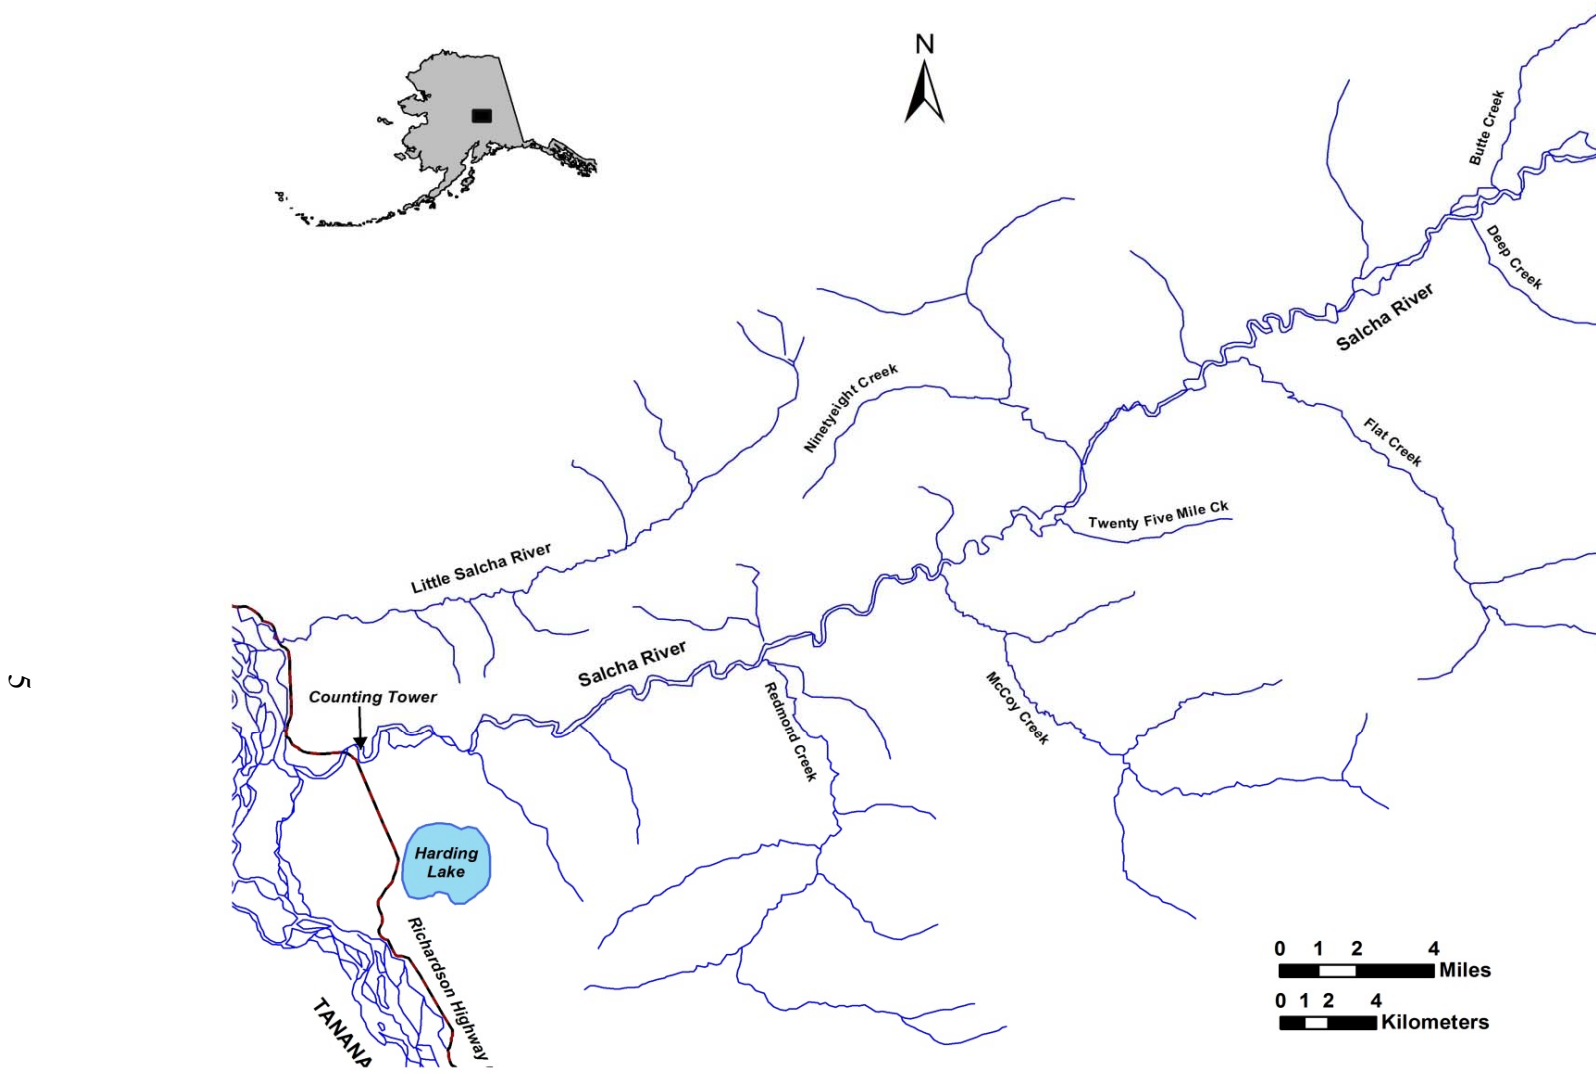 N
Butte Creek
Deep Creek
Salcha River
Ninetyeight Creek
Flat Creek
Twenty Five Mile Ck
Little Salcha River
Salcha River
5
Counting Tower
Redmond Creek
McCoy Creek
Harding
Lake
Richardson Highway
TANANA
0 1 2 4
Miles
0 1 2 4
Kilometers